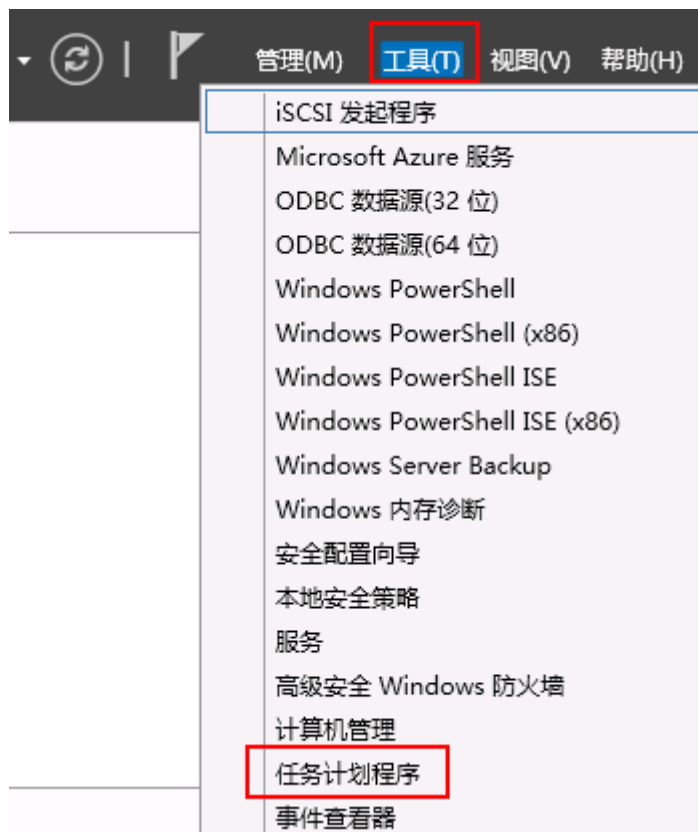 管理(M) 工具(T) 视图(V) 帮助(H)
iSCSI 发起程序
Microsoft Azure 服务
ODBC 数据源(32 位)
ODBC 数据源(64 位)
Windows PowerShell
Windows PowerShell (x86)
Windows PowerShell ISE
Windows PowerShell ISE (x86)
Windows Server Backup
Windows 内存诊断
安全配置向导
本地安全策略
服务
高级安全 Windows 防火墙
计算机管理
任务计划程序
事件查看器